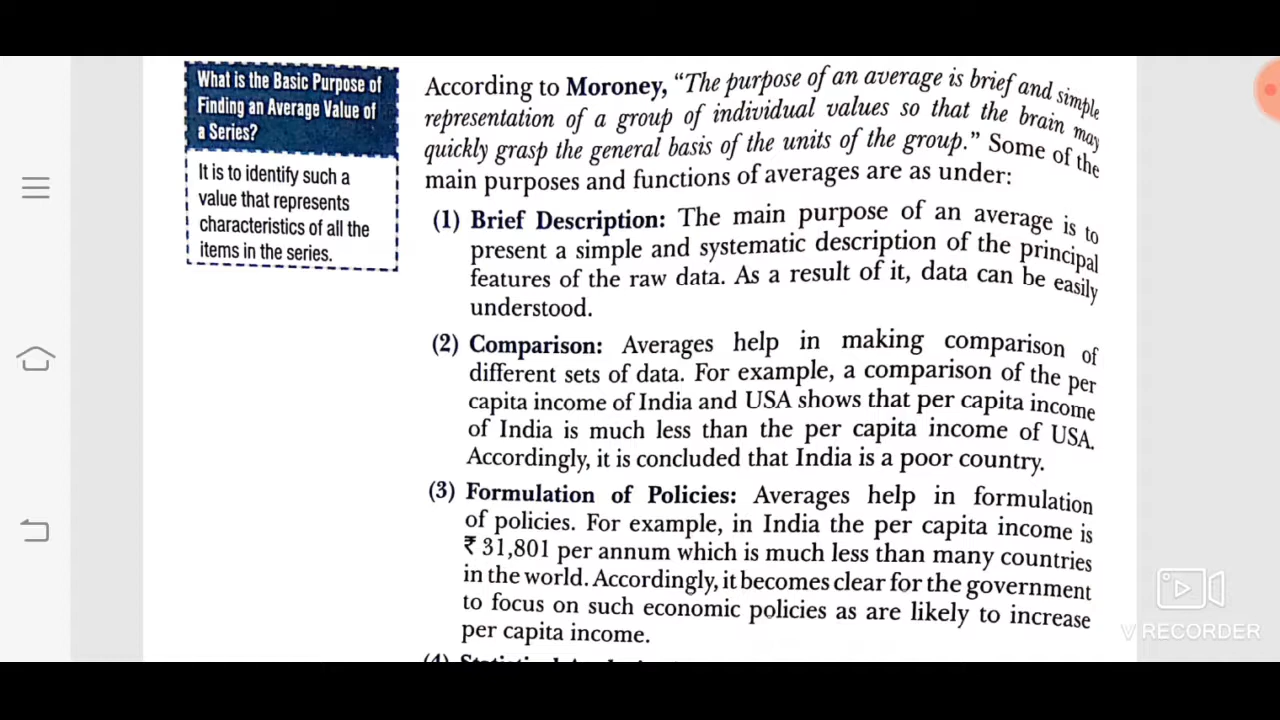 What is the Basic Purpose of
Finding an Average Value of
a Series?
It is to identify such a
value that represents
characteristics of all the
items in the series.
According to Moroney, “The purpose of an average is brief and simple
representation of a group of individual values so that the brain may
quickly grasp the general basis of the units of the group.” Some of the
main purposes and functions of averages are as under:
(1) Brief Description: The main purpose of an average is to
present a simple and systematic description of the principal
features of the raw data. As a result of it, data can be easily
understood.
(2) Comparison: Averages help in making comparison of
different sets of data. For example, a comparison of the per
capita income of India and USA shows that per capita income
of India is much less than the per capita income of USA.
Accordingly, it is concluded that India is a poor country.
(3) Formulation of Policies: Averages help in formulation
of policies. For example, in India the per capita income is
₹ 31,801 per annum which is much less than many countries
in the world. Accordingly, it becomes clear for the government
to focus on such economic policies as are likely to increase
per capita income.
V RECORDER